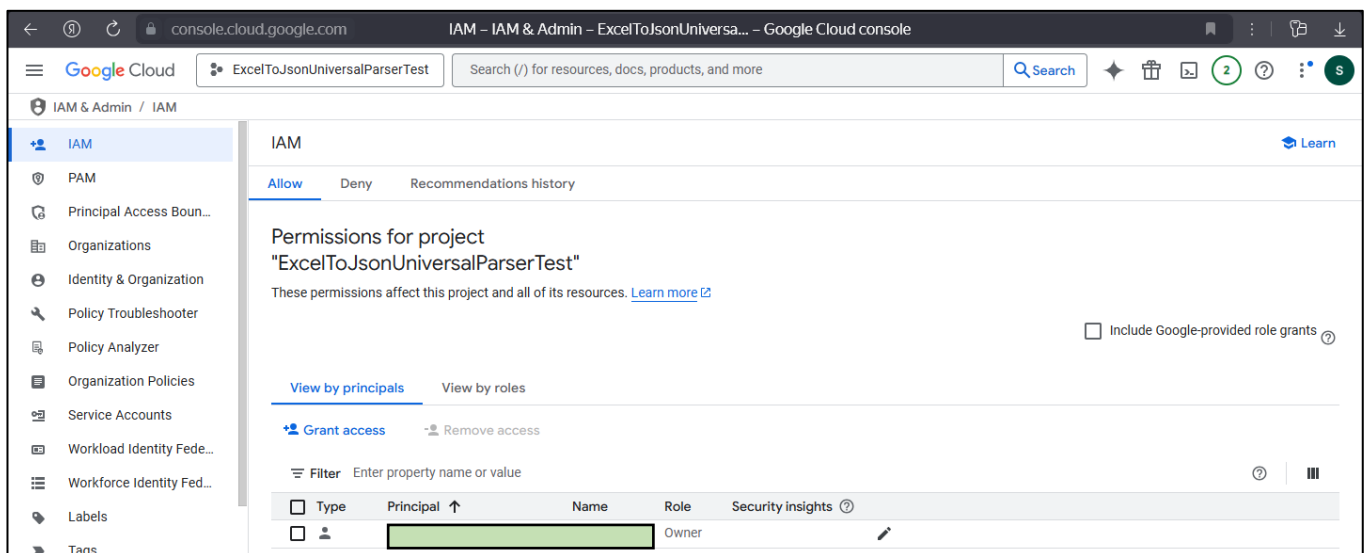 console.cloud.google.com IAM – IAM & Admin – ExcelToJsonUniversa... – Google Cloud console
Google Cloud ExcelToJsonUniversalParserTest Search (/) for resources, docs, products, and more Search 2 S
IAM & Admin / IAM
IAM
PAM
Principal Access Boun...
Organizations
Identity & Organization
Policy Troubleshooter
Policy Analyzer
Organization Policies
Service Accounts
Workload Identity Fede...
Workforce Identity Fed...
Labels
Tags
IAM Learn
Allow Deny Recommendations history
Permissions for project
"ExcelToJsonUniversalParserTest"
These permissions affect this project and all of its resources. Learn more
Include Google-provided role grants
View by principals View by roles
Grant access Remove access
Filter Enter property name or value
Type Principal Name Role Security insights
Owner